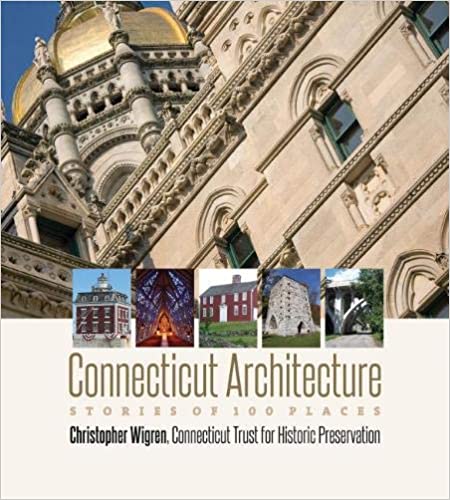 Connecticut Architecture
STORIES OF 100 PLACES
Christopher Wigren, Connecticut Trust for Historic Preservation